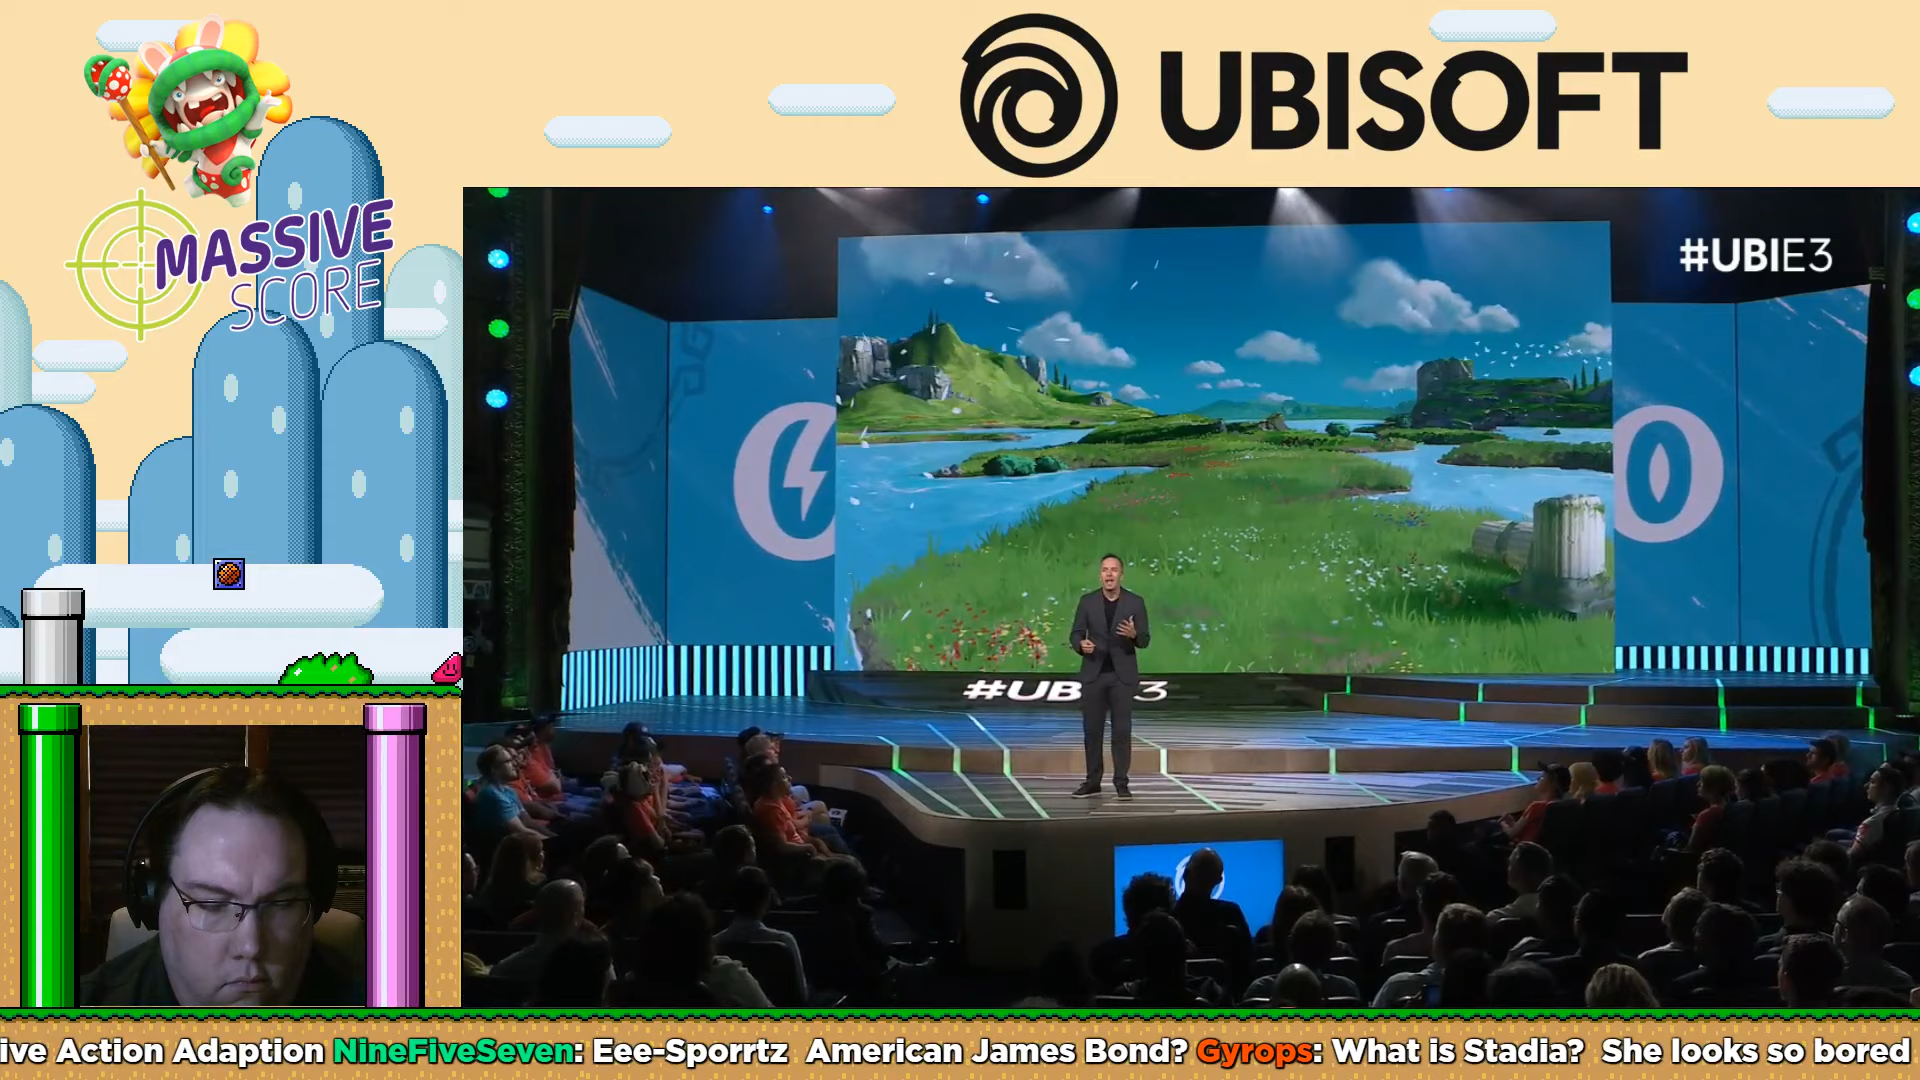 UBISOFT
MASSIVE
SCORE
#UBIE3
#UB 3
ive Action Adaption NineFiveSeven: Eee-Sporrtz American James Bond? Gyrops: What is Stadia? She looks so bored